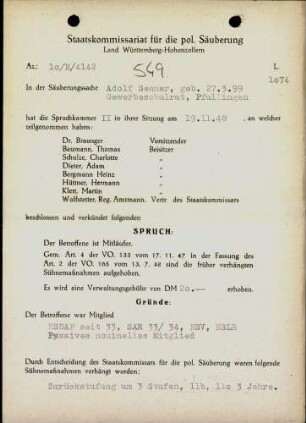 Staatskommissariat für die pol. Säuberung
Land Württemberg-Hohenzollern
Az.: 10/H/4142 549 L
1074
In der Säuberungssache Adolf Senner, geb. 27.3.99
Gewerbeschulrat, Pfullingen
hat die Spruchkammer II in ihrer Sitzung am 19.11.48 an welcher
teilgenommen haben:
Dr. Braunger Vorsitzender
Baumann, Thomas Beisitzer
Schulze, Charlotte „
Dieter, Adam „
Bergmann Heinz „
Hüttner, Hermann „
Klett, Martin „
Wolfstetter, Reg. Amtmann Vertr. des Staatskommissars
beschlossen und verkündet folgenden
SPRUCH:
Der Betroffene ist Mitläufer.
Gem. Art. 4 der VO. 133 vom 17. 11. 47 in der Fassung des
Art. 2 der VO. 165 vom 13. 7. 48 sind die früher verhängten
Sühnemaßnahmen aufgehoben.
Es wird eine Verwaltungsgebühr von DM 20.— erhoben.
Gründe:
Der Betroffene war Mitglied
NSDAP seit 33, SAR 33/ 34, NSV, NSLB
Passives nominelles Mitglied
Durch Entscheidung des Staatskommissars für die pol. Säuberung waren folgende
Sühnemaßnahmen verhängt worden:
Zurückstufung um 3 Stufen, 11b, 11c 3 Jahre.